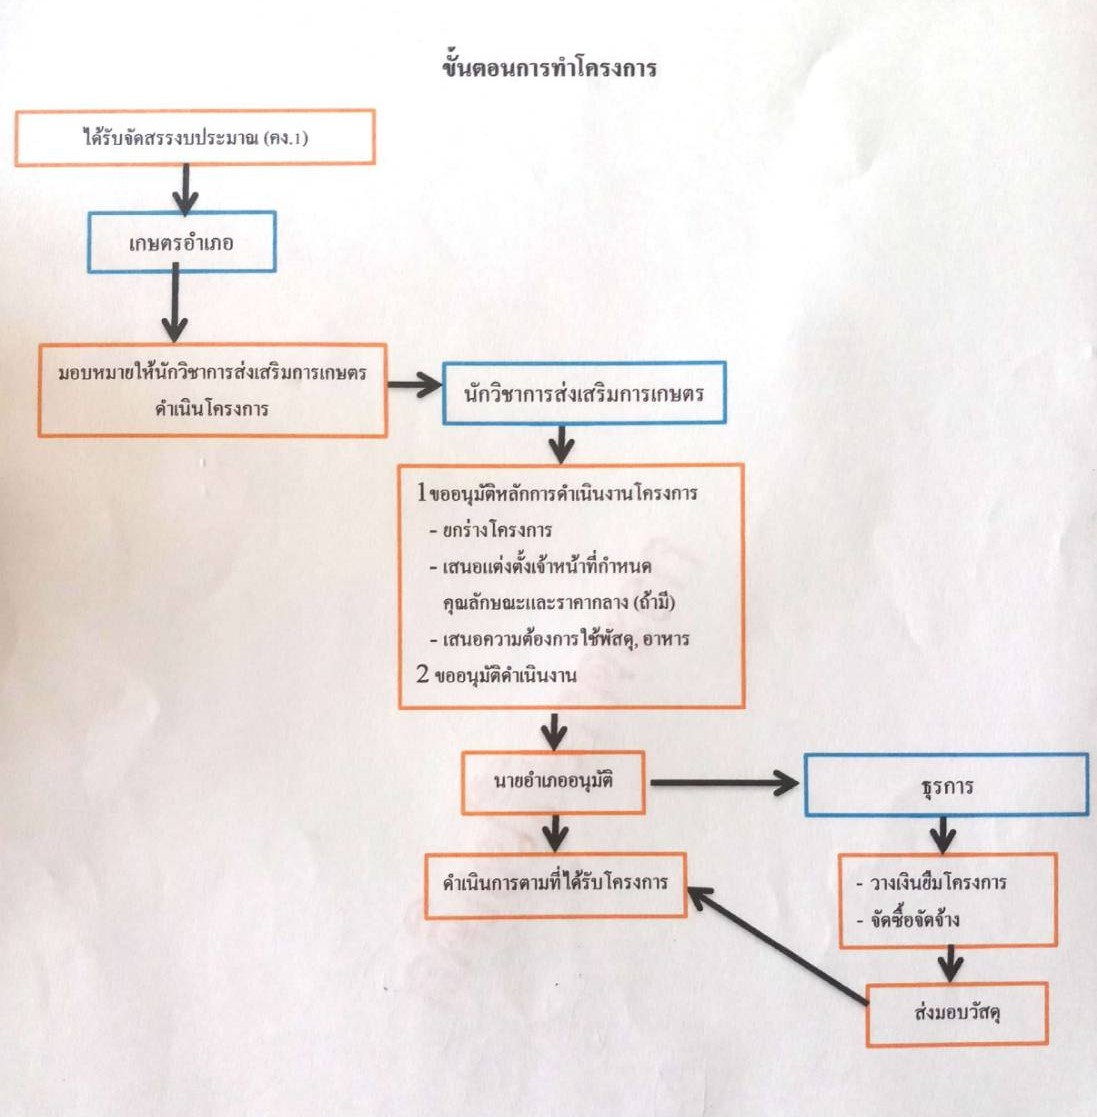 ขั้นตอนการทำโครงการ
ได้รับจัดสรรงบประมาณ (คง.1)
เกษตรอำเภอ
มอบหมายให้นักวิชาการส่งเสริมการเกษตร
ดำเนินโครงการ
นักวิชาการส่งเสริมการเกษตร
1ขออนุมัติหลักการดำเนินงานโครงการ
- ยกร่างโครงการ
- เสนอแต่งตั้งเจ้าหน้าที่กำหนด
คุณลักษณะและราคากลาง (ถ้ามี)
- เสนอความต้องการใช้พัสดุ, อาหาร
2 ขออนุมัติดำเนินงาน
นายอำเภออนุมัติ
ธุรการ
ดำเนินการตามที่ได้รับโครงการ
- วางเงินยืมโครงการ
- จัดซื้อจัดจ้าง
ส่งมอบวัสดุ